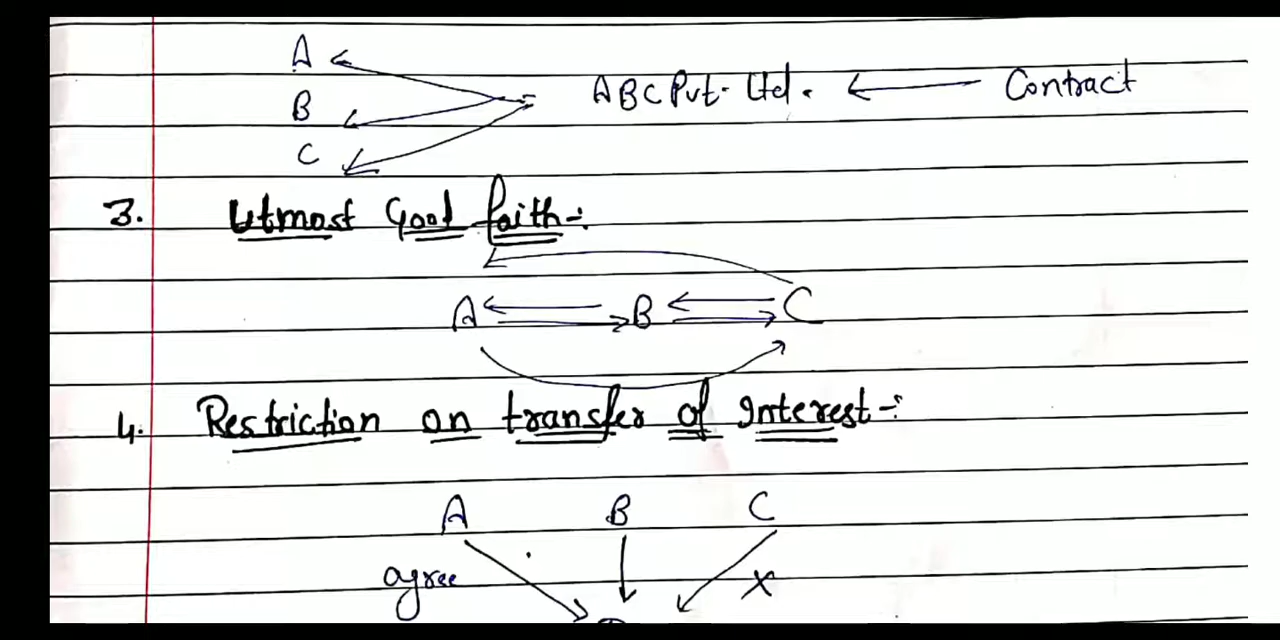 A
B
C
ABC Pvt. Ltd. Contract
3. Utmost Good faith:
A B C
4. Restriction on transfer of Interest:
A B C
agree X